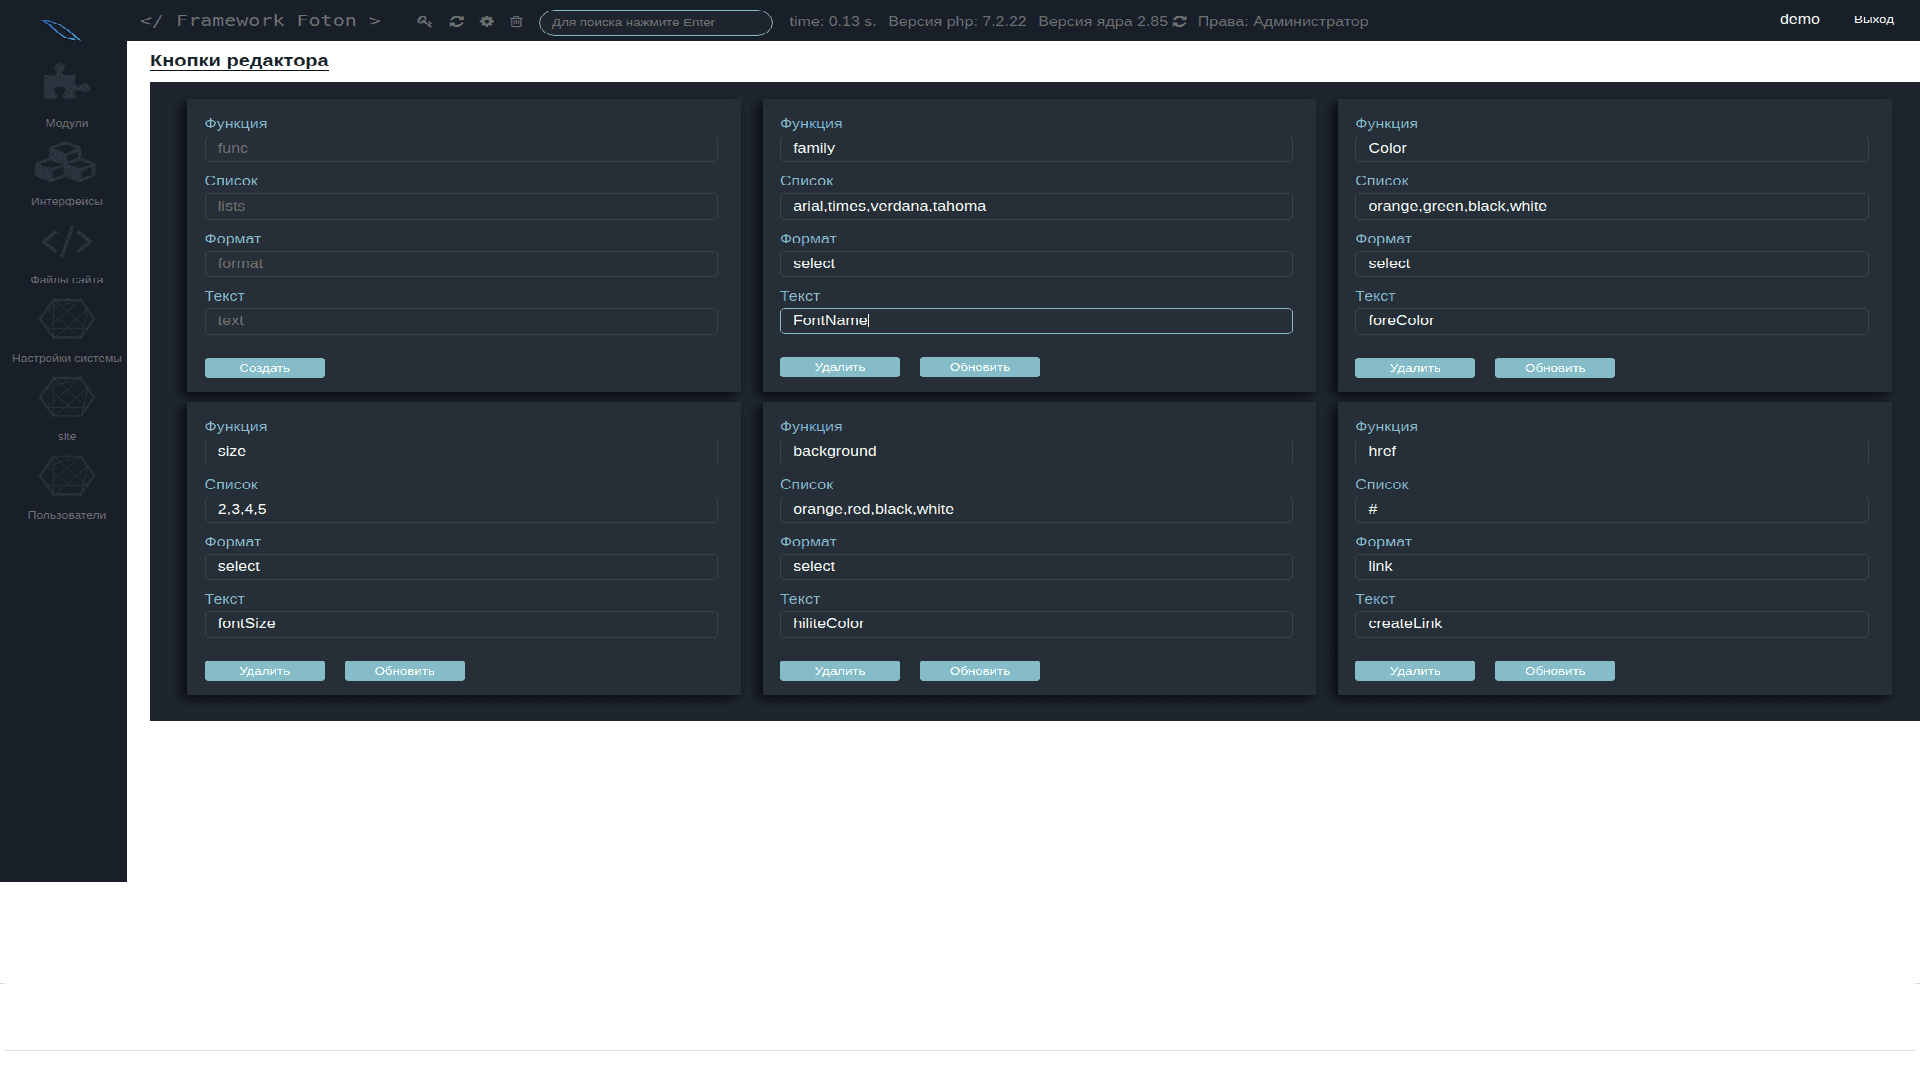 </ Framework Foton >
Для поиска нажмите Enter
time: 0.13 s. Версия php: 7.2.22 Версия ядра 2.85 Права: Администратор
demo
Выход
Модули
Интерфейсы
Файлы сайта
Настройки системы
site
Пользователи
Кнопки редактора
Функция
func
Список
lists
Формат
format
Текст
text
Создать
Функция
family
Список
arial,times,verdana,tahoma
Формат
select
Текст
FontName
Удалить Обновить
Функция
Color
Список
orange,green,black,white
Формат
select
Текст
foreColor
Удалить Обновить
Функция
size
Список
2,3,4,5
Формат
select
Текст
fontSize
Удалить Обновить
Функция
background
Список
orange,red,black,white
Формат
select
Текст
hiliteColor
Удалить Обновить
Функция
href
Список
#
Формат
link
Текст
createLink
Удалить Обновить